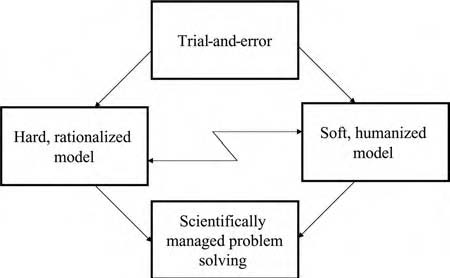 Trial-and-error
Hard, rationalized
model
Soft, humanized
model
Scientifically
managed problem
solving